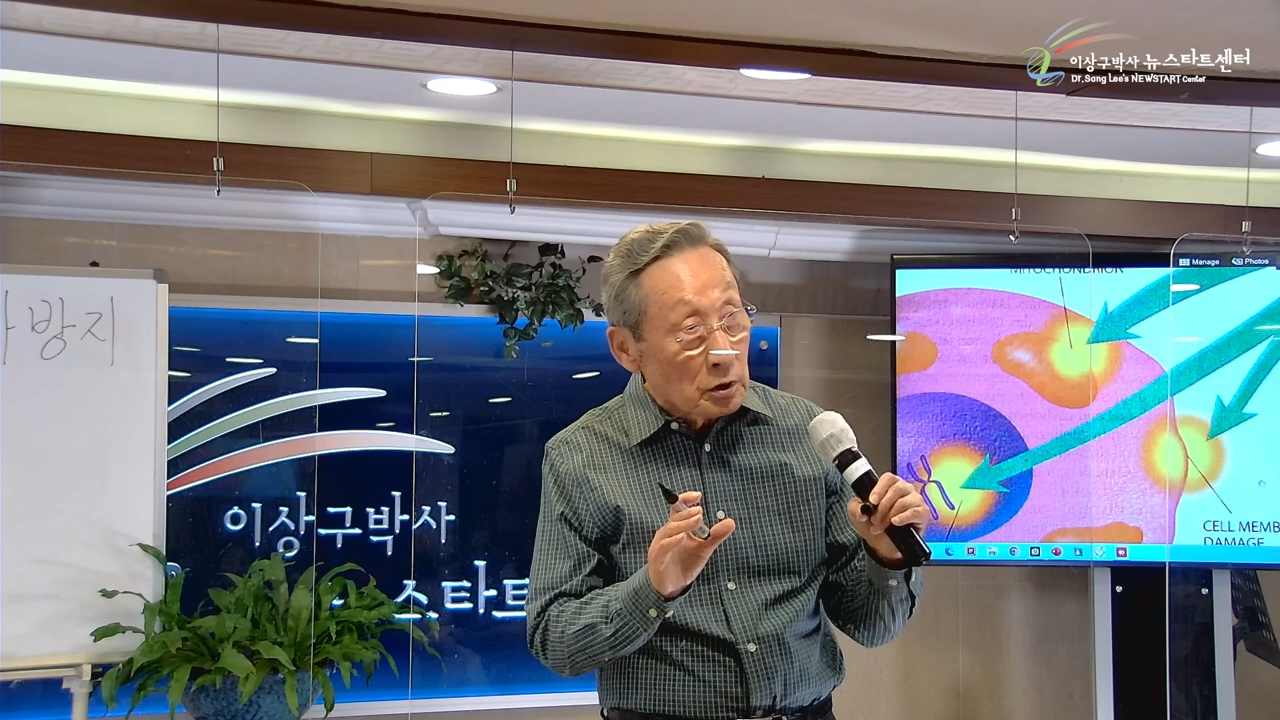 이상구박사 뉴스타트센터
Dr. Sang Lee's NEWSTART Center
Manage
Photos
MITOCHONDRION
방지
이상구박사
스타트
CELL MEMB
DAMAGE